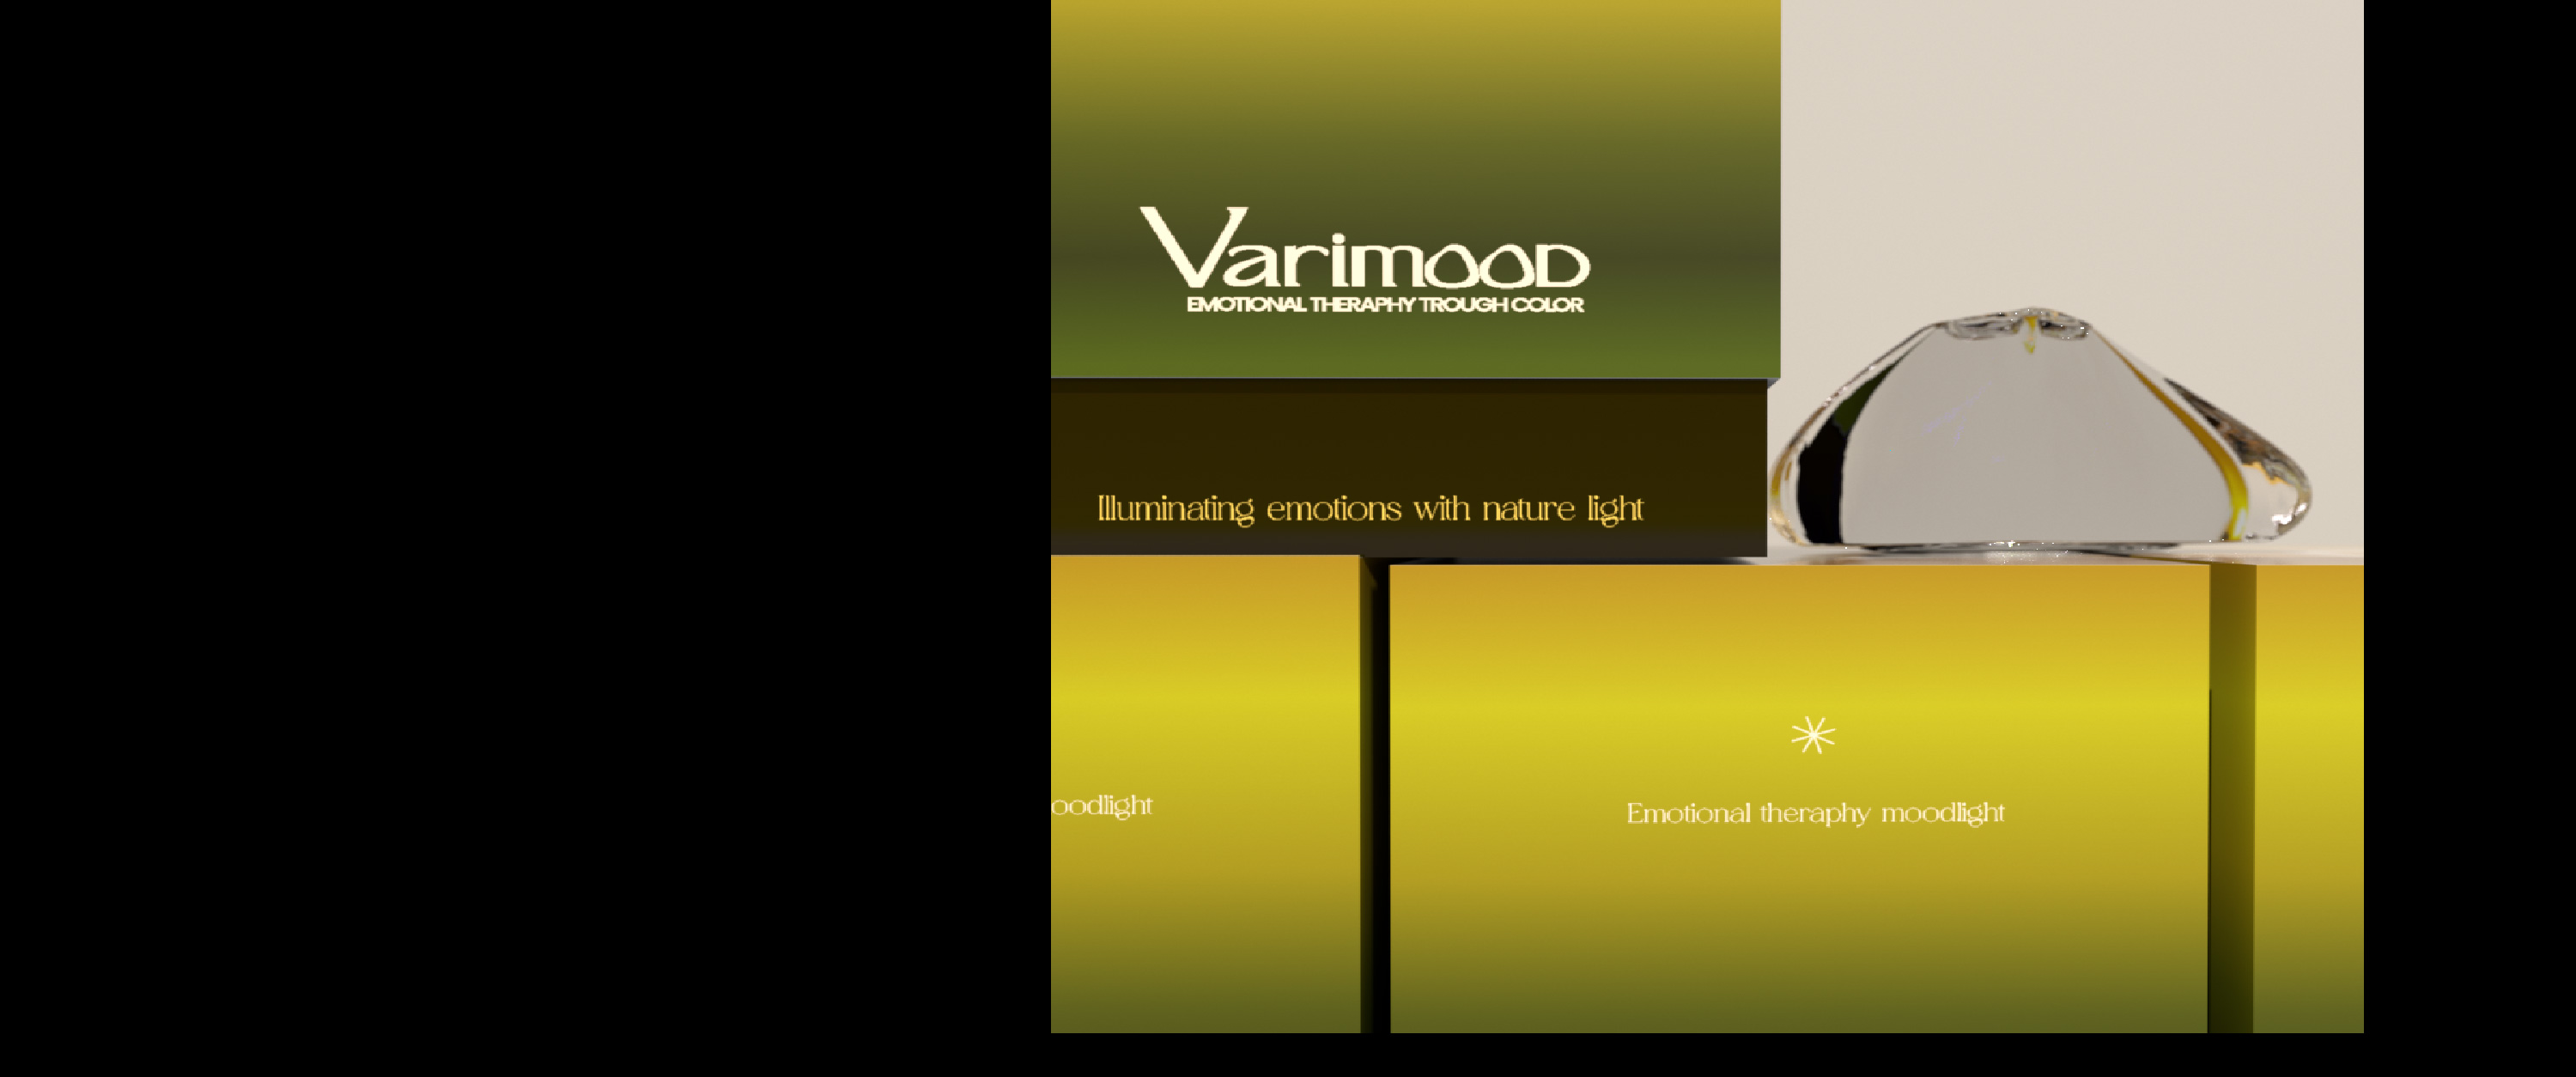 Varimood
EMOTIONAL THERAPHY TROUGH COLOR
Illuminating emotions with nature light
oodlight
Emotional theraphy moodlight